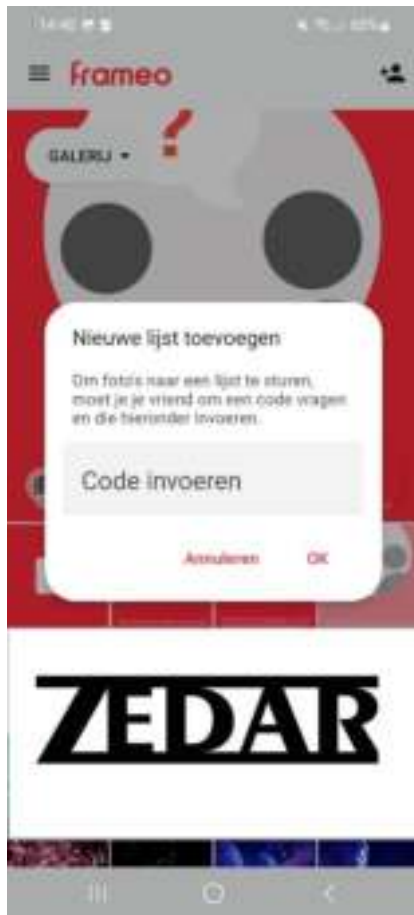 frameo
?
GALERIJ
Nieuwe lijst toevoegen
Om foto's naar een lijst te sturen,
moet je je vriend om een code vragen
en die hieronder invoeren.
Code invoeren
Annuleren OK
ZEDAR